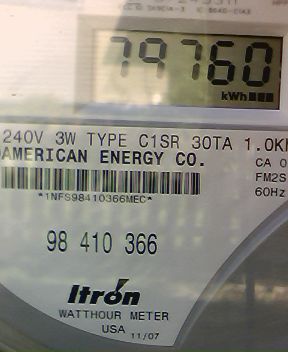 79760
kWh
240V 3W TYPE C1SR 30TA 1.0K
AMERICAN ENERGY CO.
CA 0
FM2S
60Hz
*1NFS98410366MEC*
98 410 366
Itrón
WATTHOUR METER
USA 11/07